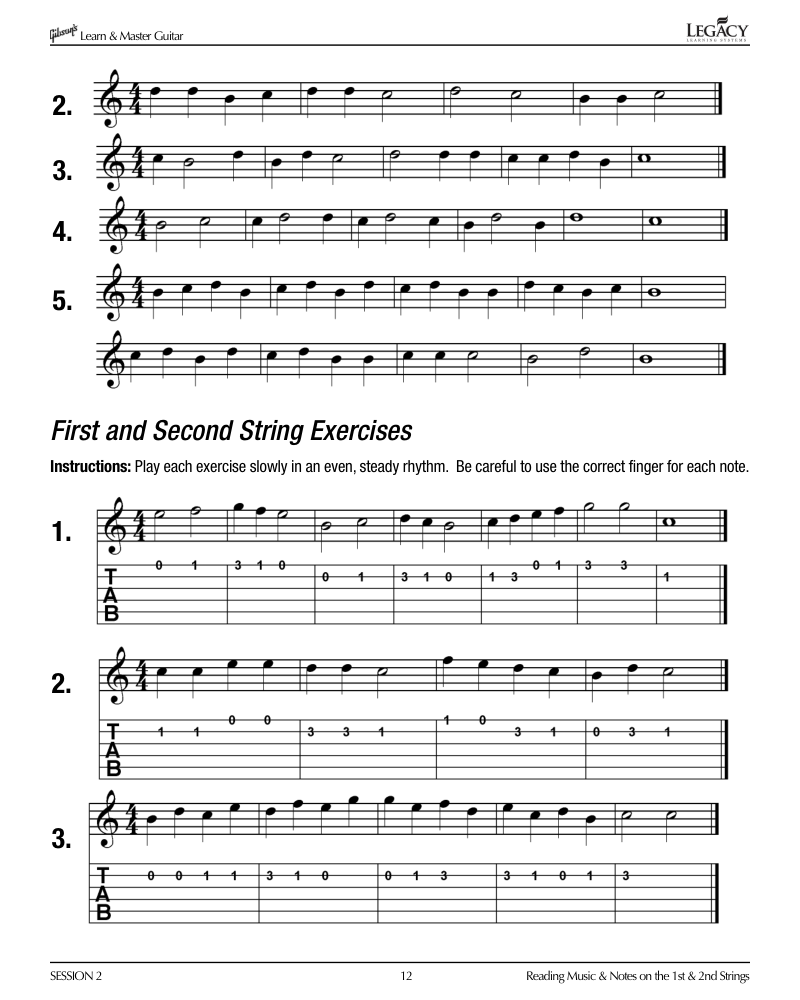 Gibson's Learn & Master Guitar
LEGACY
LEARNING SYSTEMS
2.
3.
4.
5.
First and Second String Exercises
Instructions: Play each exercise slowly in an even, steady rhythm. Be careful to use the correct finger for each note.
1.
0 1 3 1 0 0 1 3 1 0 1 3 0 1 3 3 1
T
A
B
2.
1 1 0 0 3 3 1 1 0 3 1 0 3 1
T
A
B
3.
T 0 0 1 1 3 1 0 0 1 3 3 1 0 1 3
A
B
SESSION 2 12 Reading Music & Notes on the 1st & 2nd Strings